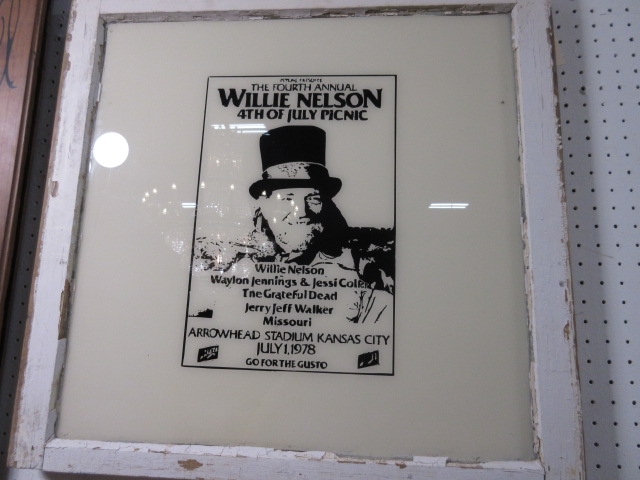 THE FOURTH ANNUAL
WILLIE NELSON
4TH OF JULY PICNIC
Willie Nelson
Waylon Jennings & Jessi Colter
The Grateful Dead
Jerry Jeff Walker
Missouri
ARROWHEAD STADIUM KANSAS CITY
JULY 1, 1978
GO FOR THE GUSTO